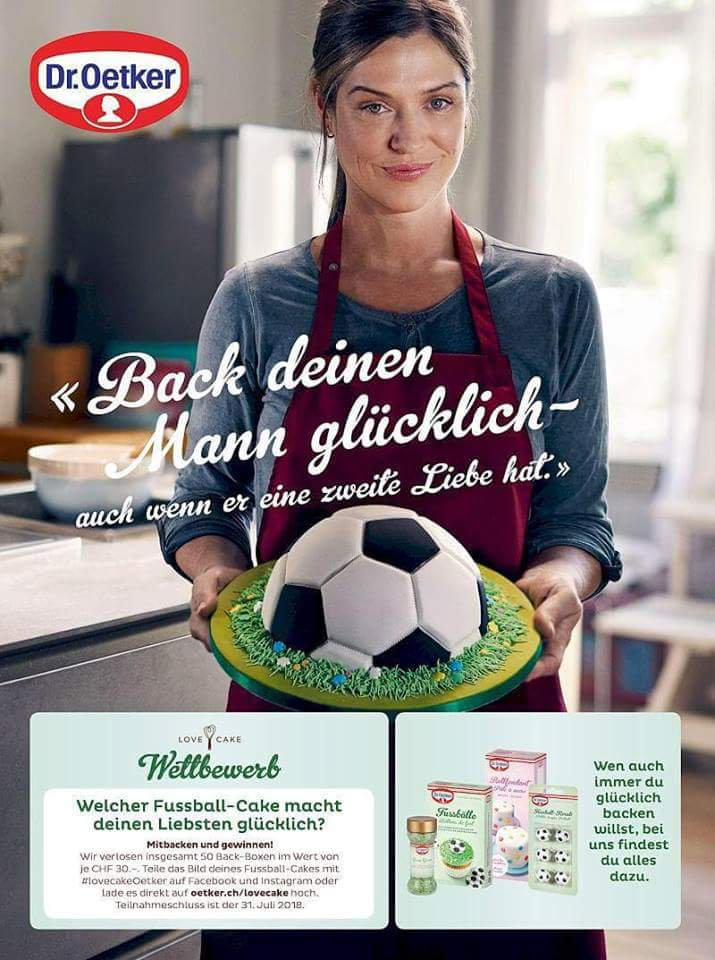 Dr.Oetker
« Back deinen
Mann glücklich–
auch wenn er eine zweite Liebe hat. »
LOVE CAKE
Wettbewerb
Welcher Fussball-Cake macht
deinen Liebsten glücklich?
Mitbacken und gewinnen!
Wir verlosen insgesamt 50 Back-Boxen im Wert von
je CHF 30.–. Teile das Bild deines Fussball-Cakes mit
#lovecakeOetker auf Facebook und Instagram oder
lade es direkt auf oetker.ch/lovecake hoch.
Teilnahmeschluss ist der 31. Juli 2018.
Dr.Oetker
Fussbälle
Dr.Oetker
Rollfondant
Dr.Oetker
Wen auch
immer du
glücklich
backen
willst, bei
uns findest
du alles
dazu.